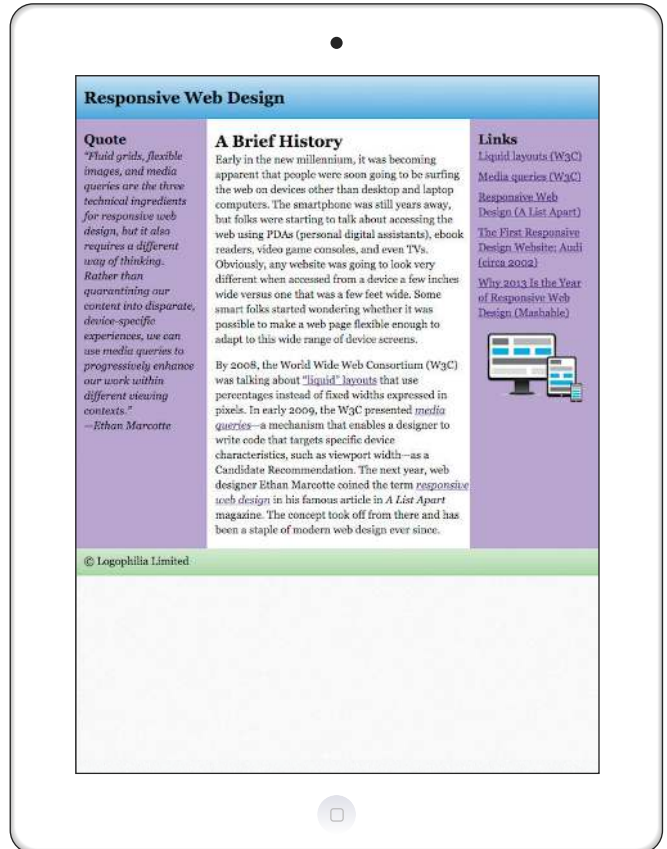 Responsive Web Design
Quote
“Fluid grids, flexible
images, and media
queries are the three
technical ingredients
for responsive web
design, but it also
requires a different
way of thinking.
Rather than
quarantining our
content into disparate,
device-specific
experiences, we can
use media queries to
progressively enhance
our work within
different viewing
contexts.”
—Ethan Marcotte
A Brief History
Early in the new millennium, it was becoming
apparent that people were soon going to be surfing
the web on devices other than desktop and laptop
computers. The smartphone was still years away,
but folks were starting to talk about accessing the
web using PDAs (personal digital assistants), ebook
readers, video game consoles, and even TVs.
Obviously, any website was going to look very
different when accessed from a device a few inches
wide versus one that was a few feet wide. Some
smart folks started wondering whether it was
possible to make a web page flexible enough to
adapt to this wide range of device screens.
By 2008, the World Wide Web Consortium (W3C)
was talking about “liquid” layouts that use
percentages instead of fixed widths expressed in
pixels. In early 2009, the W3C presented media
queries—a mechanism that enables a designer to
write code that targets specific device
characteristics, such as viewport width—as a
Candidate Recommendation. The next year, web
designer Ethan Marcotte coined the term responsive
web design in his famous article in A List Apart
magazine. The concept took off from there and has
been a staple of modern web design ever since.
Links
Liquid layouts (W3C)
Media queries (W3C)
Responsive Web
Design (A List Apart)
The First Responsive
Design Website: Audi
(circa 2002)
Why 2013 Is the Year
of Responsive Web
Design (Mashable)
© Logophilia Limited